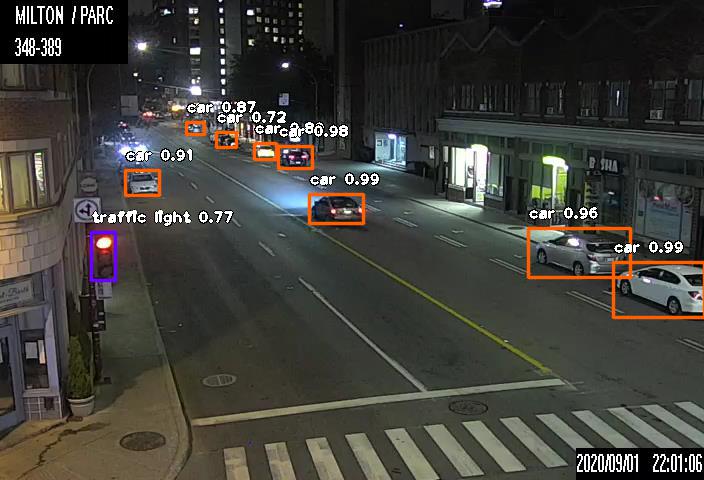 MILTON / PARC
348-389
car 0.87
car 0.72
car 0.98
car 0.91
car 0.99
traffic light 0.77
car 0.96
car 0.99
2020/09/01 22:01:06